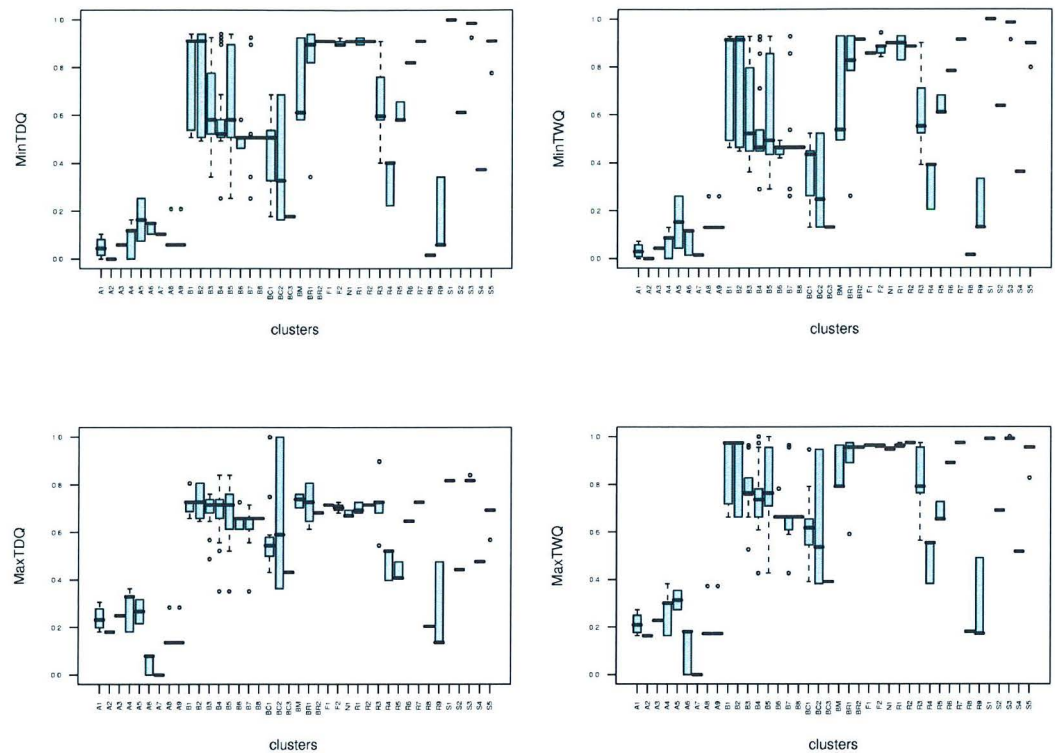 MinTDQ
1.0
0.8
0.6
0.4
0.2
0.0
A1 A2 A3 A4 A5 A6 A7 A8 A9 B1 B2 B3 B4 B5 B6 B7 B8 BC1 BC2 BC3 BM BR1 BR2 F1 F2 N1 R1 R2 R3 R4 R5 R6 R7 R8 R9 S1 S2 S3 S4 S5
clusters
MinTWQ
1.0
0.8
0.6
0.4
0.2
0.0
A1 A2 A3 A4 A5 A6 A7 A8 A9 B1 B2 B3 B4 B5 B6 B7 B8 BC1 BC2 BC3 BM BR1 BR2 F1 F2 N1 R1 R2 R3 R4 R5 R6 R7 R8 R9 S1 S2 S3 S4 S5
clusters
MaxTDQ
1.0
0.8
0.6
0.4
0.2
0.0
A1 A2 A3 A4 A5 A6 A7 A8 A9 B1 B2 B3 B4 B5 B6 B7 B8 BC1 BC2 BC3 BM BR1 BR2 F1 F2 N1 R1 R2 R3 R4 R5 R6 R7 R8 R9 S1 S2 S3 S4 S5
clusters
MaxTWQ
1.0
0.8
0.6
0.4
0.2
0.0
A1 A2 A3 A4 A5 A6 A7 A8 A9 B1 B2 B3 B4 B5 B6 B7 B8 BC1 BC2 BC3 BM BR1 BR2 F1 F2 N1 R1 R2 R3 R4 R5 R6 R7 R8 R9 S1 S2 S3 S4 S5
clusters